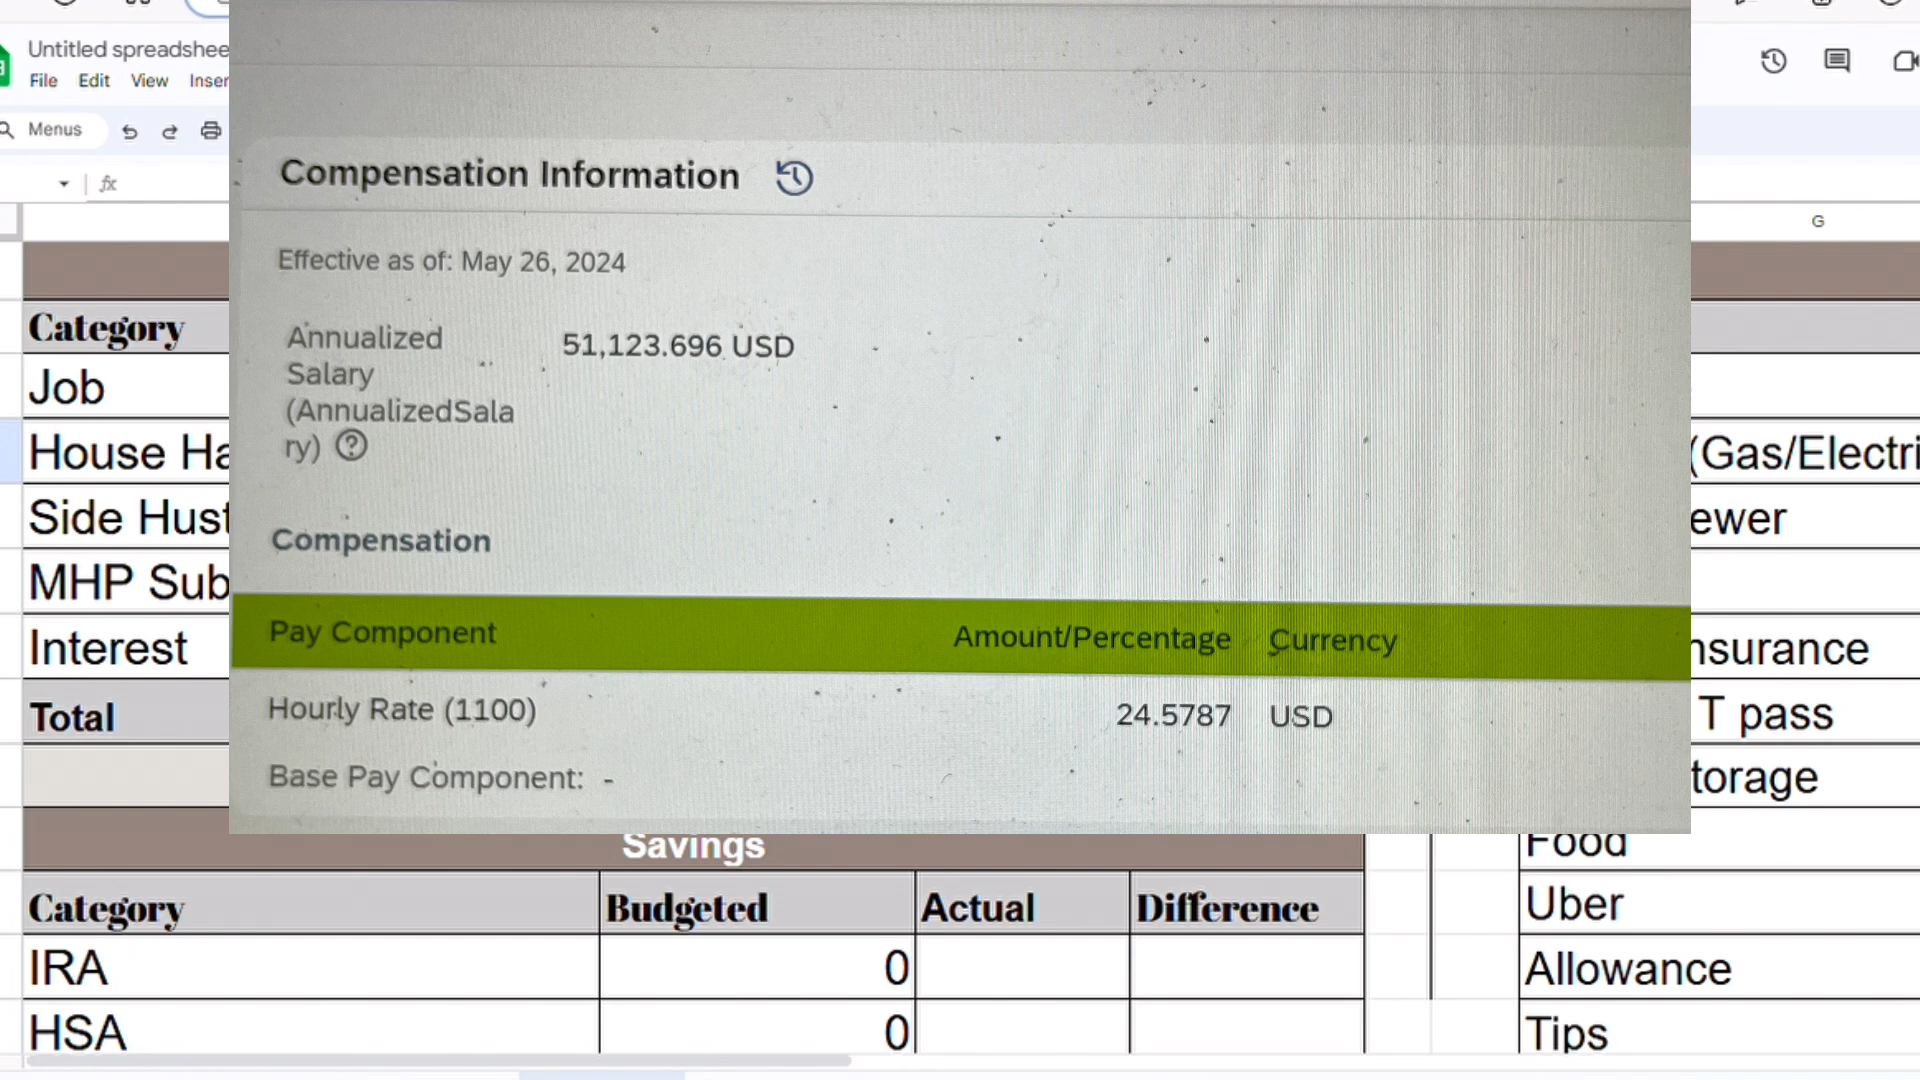 Untitled spreadshee
File Edit View Inser
Menus
fx
G
Category
Job
House Ha
Side Hust
MHP Sub
Interest
Total
Compensation Information
Effective as of: May 26, 2024
Annualized
Salary
(AnnualizedSala
ry)
51,123.696 USD
Compensation
Pay Component Amount/Percentage Currency
Hourly Rate (1100) 24.5787 USD
Base Pay Component: -
(Gas/Electri
ewer
nsurance
T pass
torage
Savings
Category Budgeted Actual Difference
IRA 0
HSA 0
Food
Uber
Allowance
Tips